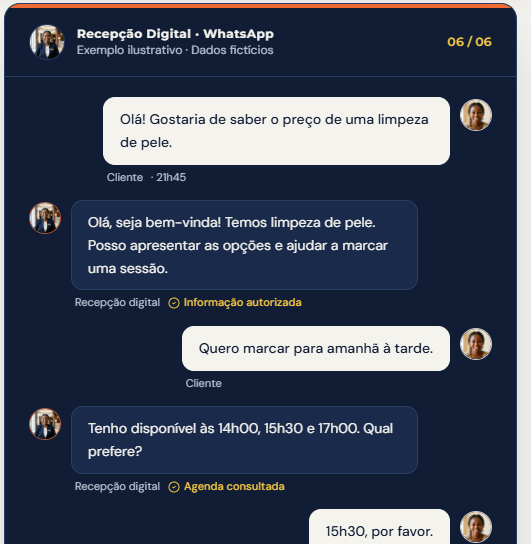 Recepção Digital · WhatsApp
Exemplo ilustrativo · Dados fictícios
06 / 06
Olá! Gostaria de saber o preço de uma limpeza
de pele.
Cliente · 21h45
Olá, seja bem-vinda! Temos limpeza de pele.
Posso apresentar as opções e ajudar a marcar
uma sessão.
Recepção digital Informação autorizada
Quero marcar para amanhã à tarde.
Cliente
Tenho disponível às 14h00, 15h30 e 17h00. Qual
prefere?
Recepção digital Agenda consultada
15h30, por favor.